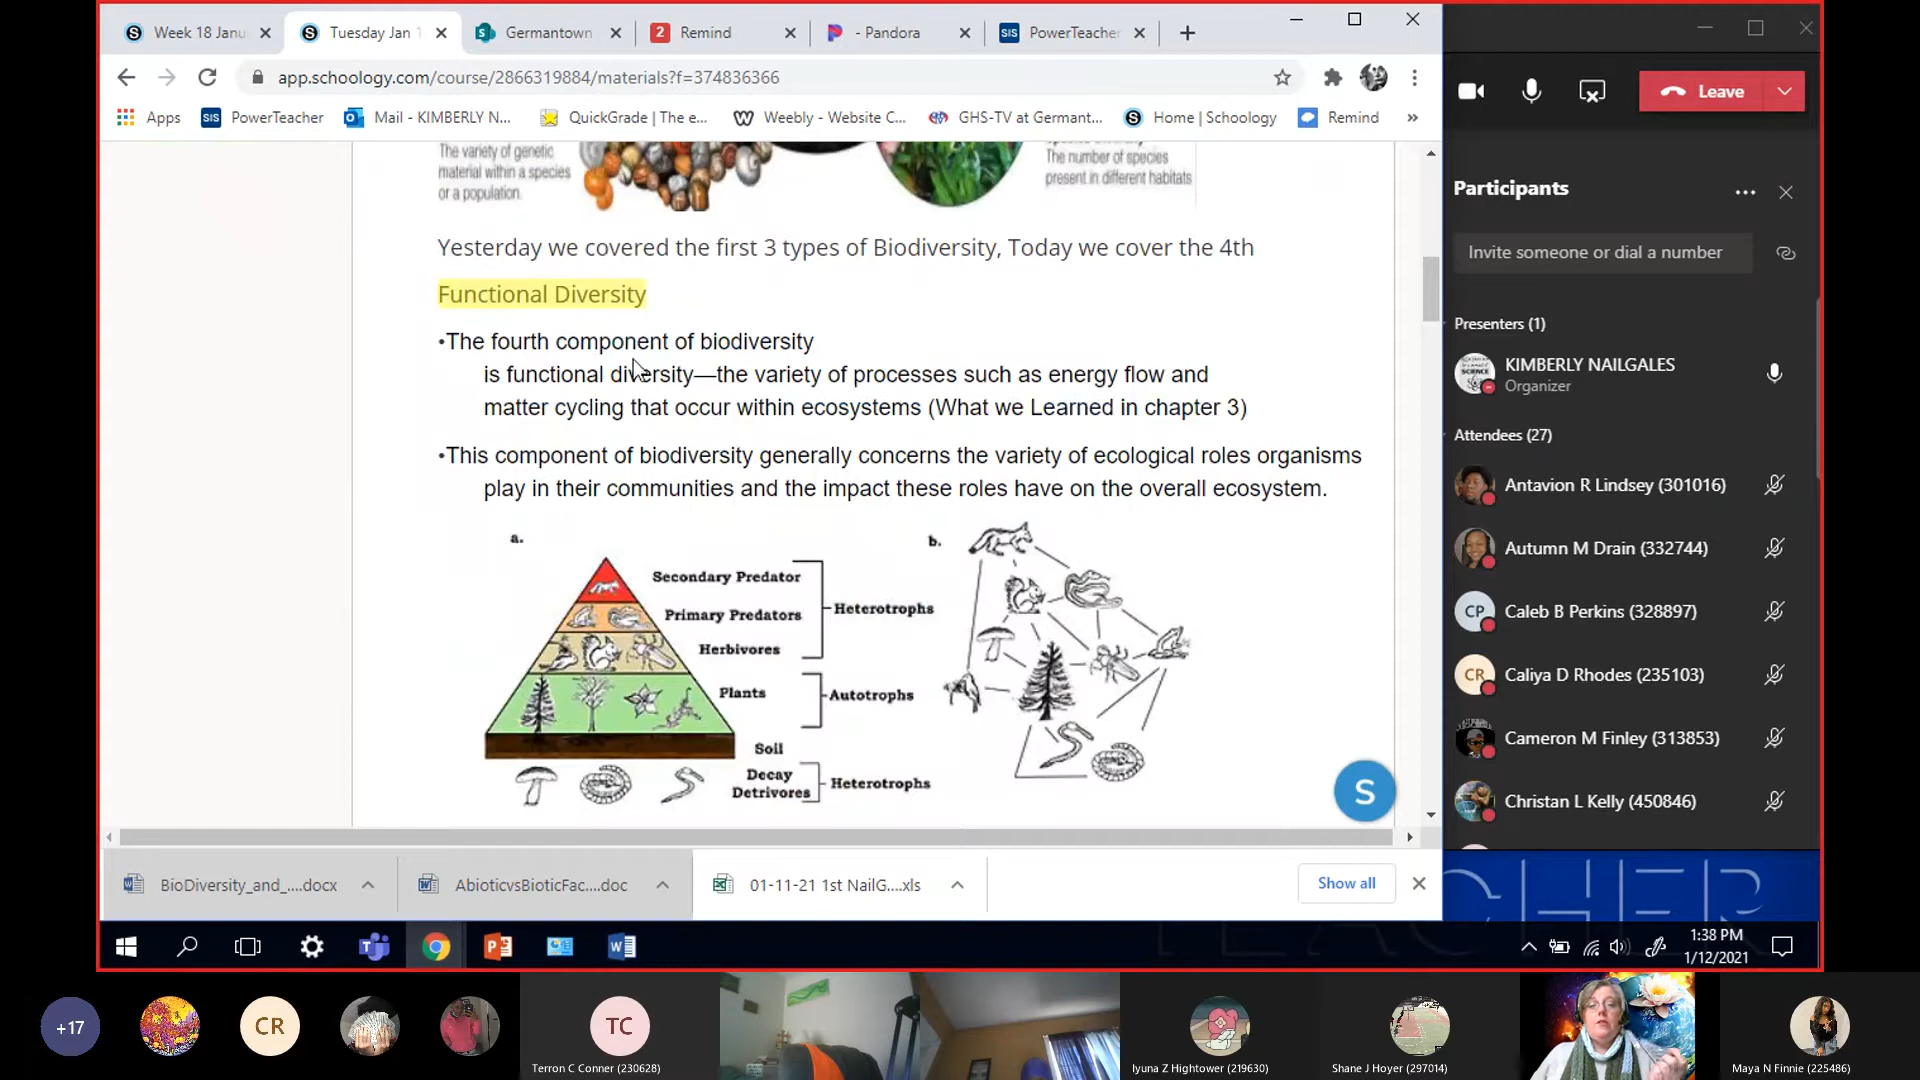 Week 18 Janu
Tuesday Jan 1
Germantown
Remind
- Pandora
PowerTeacher
app.schoology.com/course/2866319884/materials?f=374836366
Apps
PowerTeacher
Mail - KIMBERLY N...
QuickGrade | The e...
Weebly - Website C...
GHS-TV at Germant...
Home | Schoology
Remind
Leave
The variety of genetic
material within a species
or a population.
The number of species
present in different habitats
Yesterday we covered the first 3 types of Biodiversity, Today we cover the 4th
Functional Diversity
•The fourth component of biodiversity
is functional diversity—the variety of processes such as energy flow and
matter cycling that occur within ecosystems (What we Learned in chapter 3)
•This component of biodiversity generally concerns the variety of ecological roles organisms
play in their communities and the impact these roles have on the overall ecosystem.
a.
Secondary Predator
Primary Predators
Heterotrophs
Herbivores
Plants
Autotrophs
Soil
Decay
Detrivores
Heterotrophs
b.
S
Participants
Invite someone or dial a number
Presenters (1)
KIMBERLY NAILGALES
Organizer
Attendees (27)
Antavion R Lindsey (301016)
Autumn M Drain (332744)
CP
Caleb B Perkins (328897)
CR
Caliya D Rhodes (235103)
Cameron M Finley (313853)
Christan L Kelly (450846)
BioDiversity_and_....docx
AbioticvsBioticFac....doc
01-11-21 1st NailG....xls
Show all
1:38 PM
1/12/2021
+17
CR
TC
Terron C Conner (230628)
Iyuna Z Hightower (219630)
Shane J Hoyer (297014)
Maya N Finnie (225486)